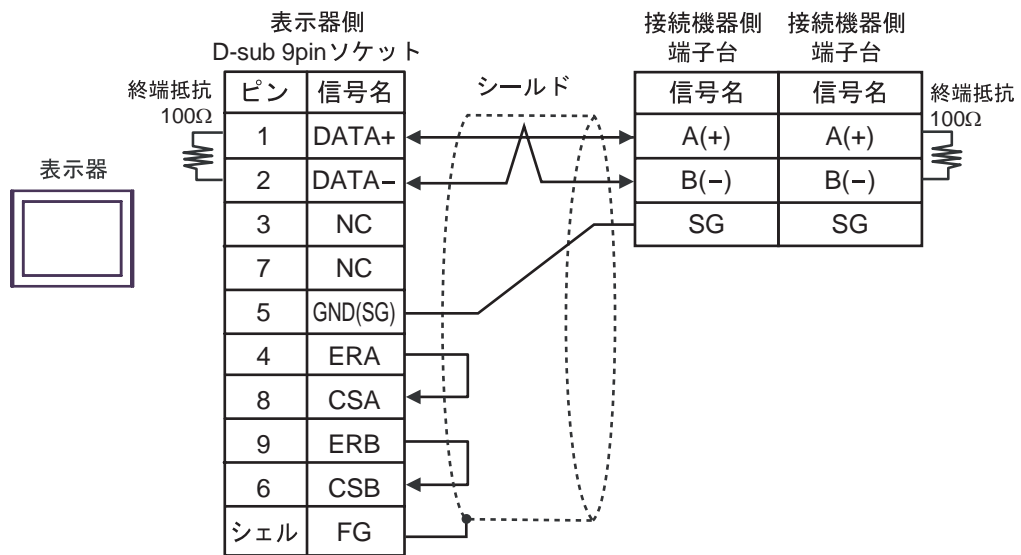 表示器側
D-sub 9pinソケット
接続機器側
端子台
接続機器側
端子台
終端抵抗
100Ω
シールド
終端抵抗
100Ω
表示器
ピン 信号名
1 DATA+
2 DATA−
3 NC
7 NC
5 GND(SG)
4 ERA
8 CSA
9 ERB
6 CSB
シェル FG
信号名 信号名
A(+) A(+)
B(−) B(−)
SG SG